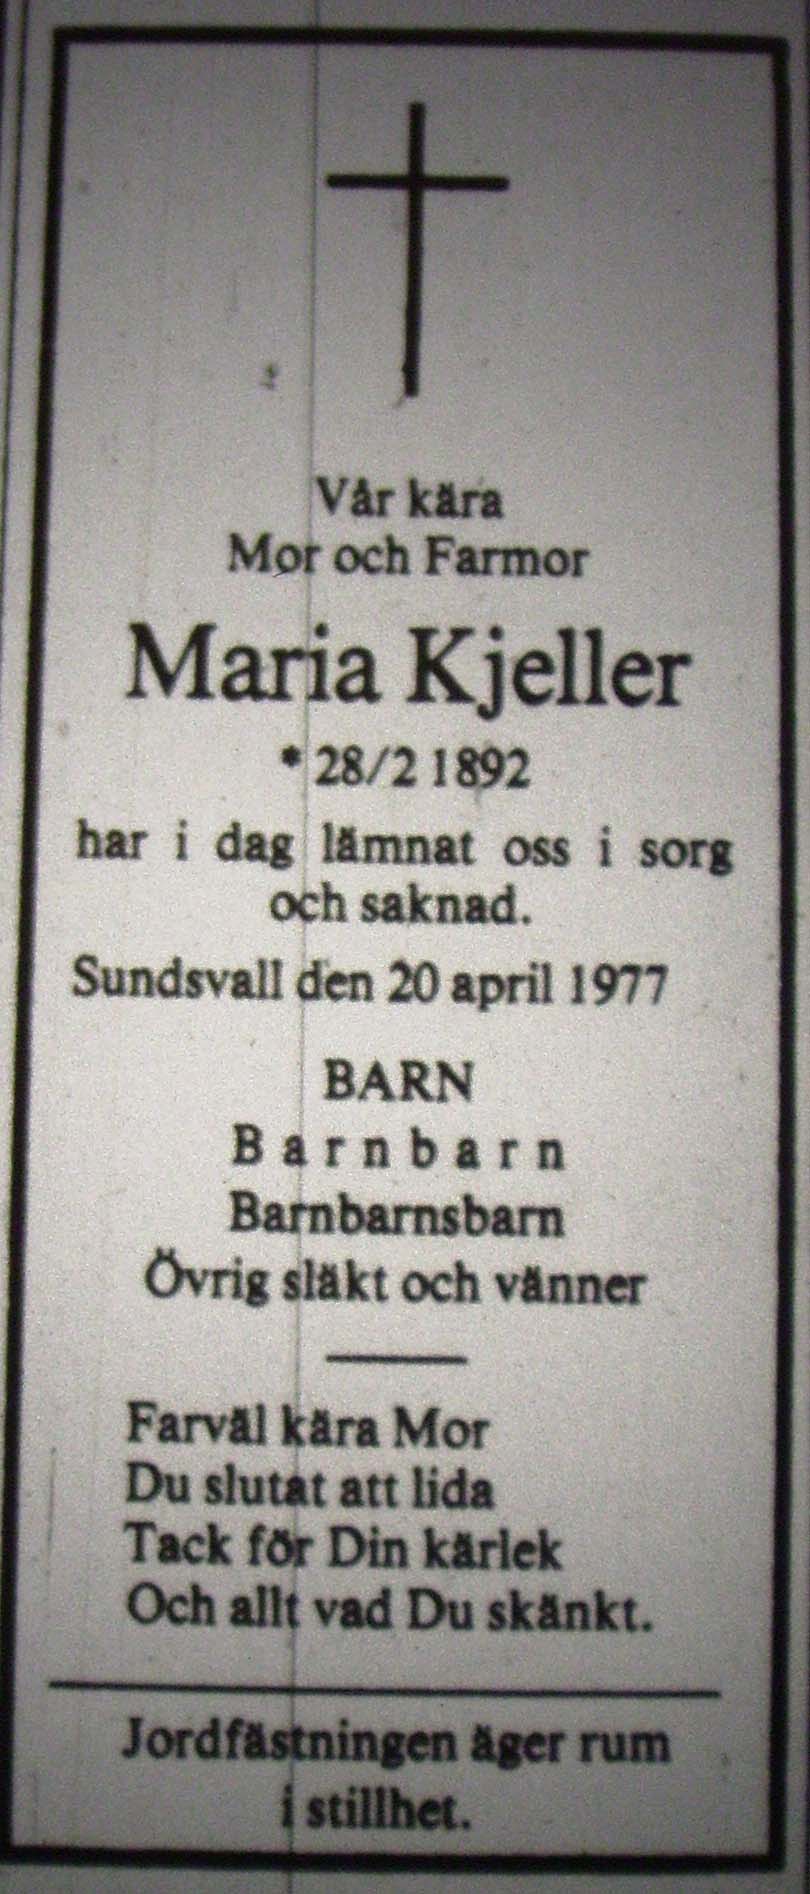 Vår kära
Mor och Farmor
Maria Kjeller
* 28/2 1892
har i dag lämnat oss i sorg
och saknad.
Sundsvall den 20 april 1977
BARN
Barnbarn
Barnbarnsbarn
Övrig släkt och vänner
Farväl kära Mor
Du slutat att lida
Tack för Din kärlek
Och allt vad Du skänkt.
Jordfästningen äger rum
i stillhet.